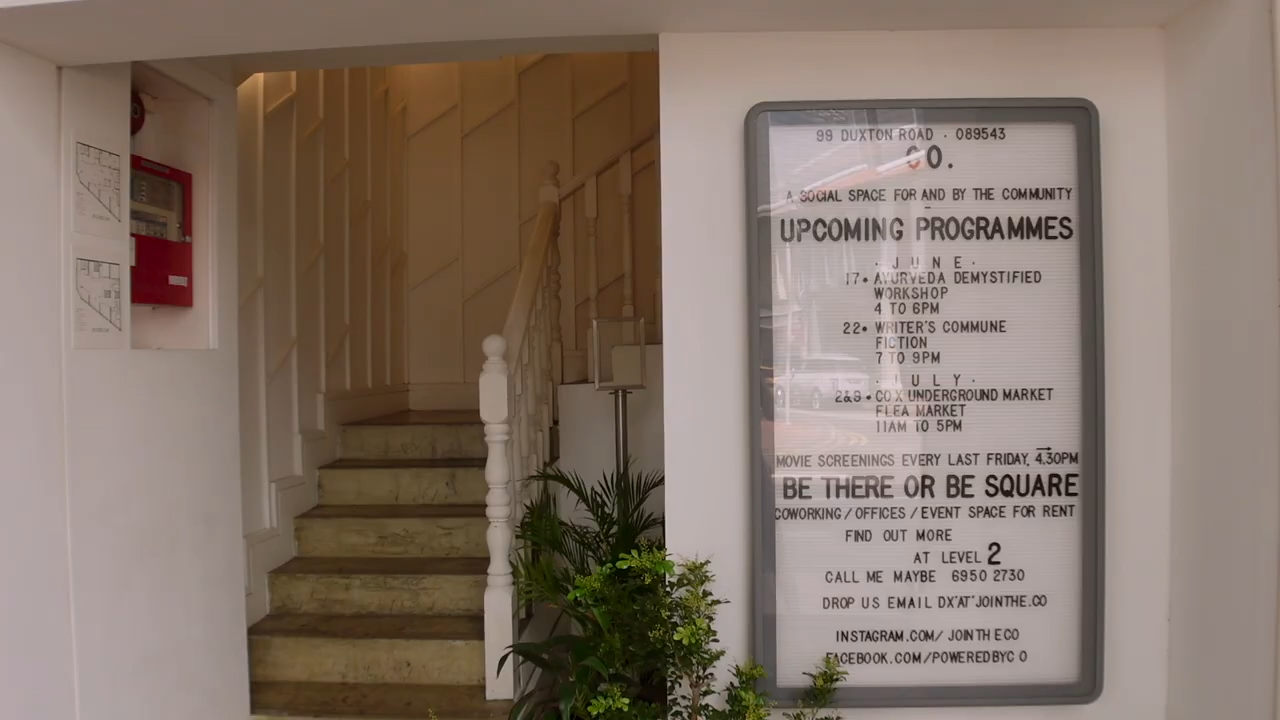 99 DUXTON ROAD · 089543
CO.
A SOCIAL SPACE FOR AND BY THE COMMUNITY
UPCOMING PROGRAMMES
· JUNE ·
17• AYURVEDA DEMYSTIFIED
WORKSHOP
4 TO 6PM
22• WRITER'S COMMUNE
FICTION
7 TO 9PM
· JULY ·
2&9• CO X UNDERGROUND MARKET
FLEA MARKET
11AM TO 5PM
MOVIE SCREENINGS EVERY LAST FRIDAY, 4.30PM
BE THERE OR BE SQUARE
COWORKING / OFFICES / EVENT SPACE FOR RENT
FIND OUT MORE
AT LEVEL 2
CALL ME MAYBE 6950 2730
DROP US EMAIL DX"AT"JOINTHE.CO
INSTAGRAM.COM/ JOINTHECO
FACEBOOK.COM/POWEREDBYCO